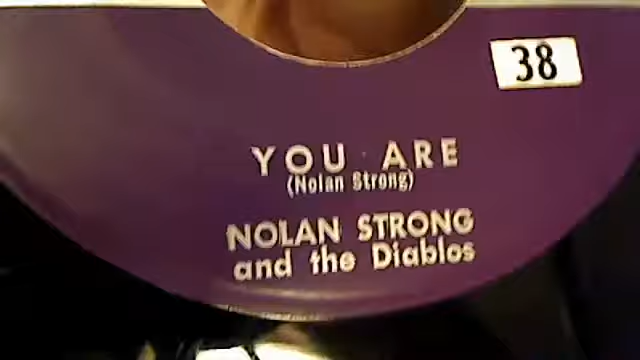 38
YOU ARE
(Nolan Strong)
NOLAN STRONG
and the Diablos